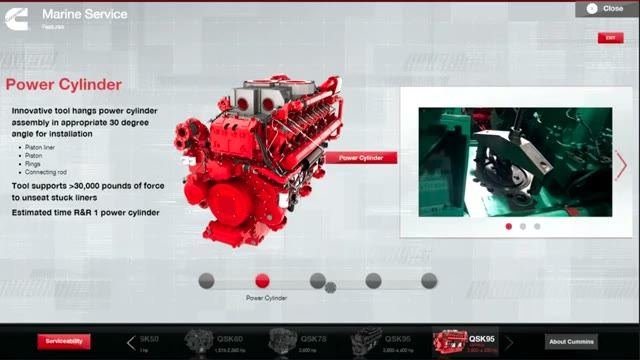 Marine Service
Features
Close
EXIT
Power Cylinder
Innovative tool hangs power cylinder
assembly in appropriate 30 degree
angle for installation
• Piston liner
• Piston
• Rings
• Connecting rod
Tool supports >30,000 pounds of force
to unseat stuck liners
Estimated time R&R 1 power cylinder
Power Cylinder
Power Cylinder
Serviceability
SK50
QSK60
QSK78
QSK95
QSK95
About Cummins